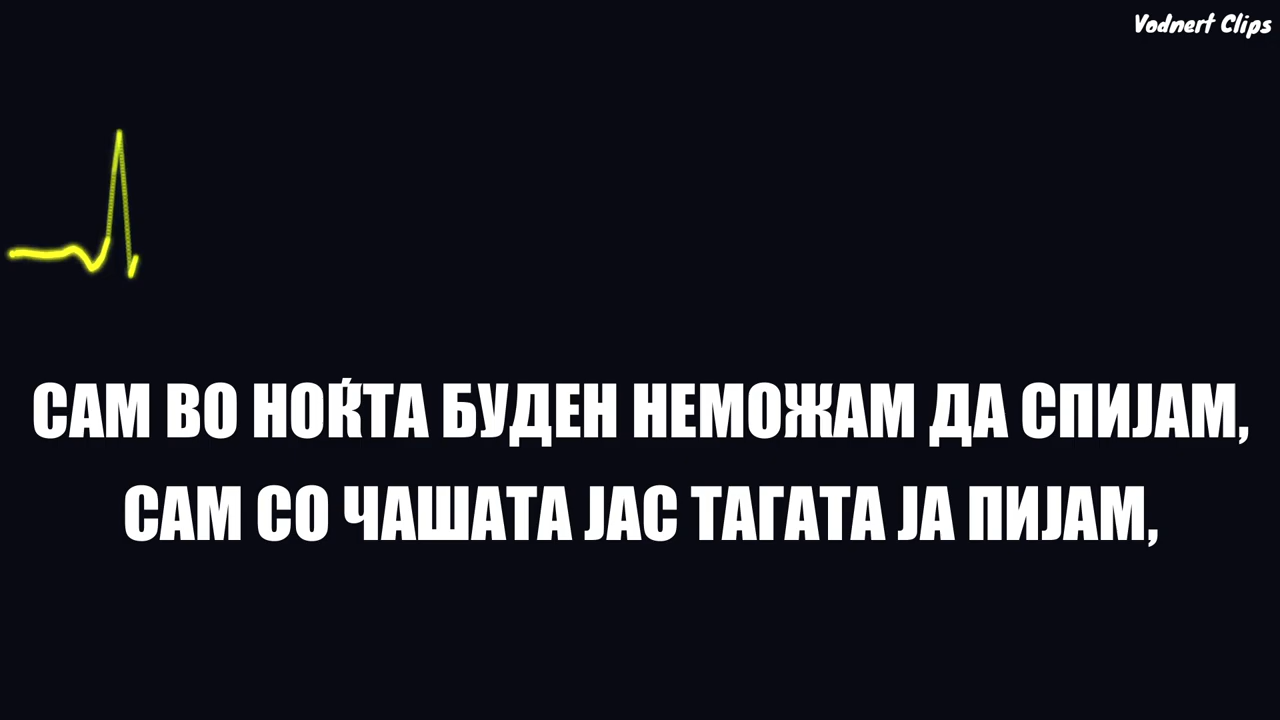 Vodnert Clips
САМ ВО НОЌТА БУДЕН НЕМОЖАМ ДА СПИЈАМ,
САМ СО ЧАШАТА ЈАС ТАГАТА ЈА ПИЈАМ,